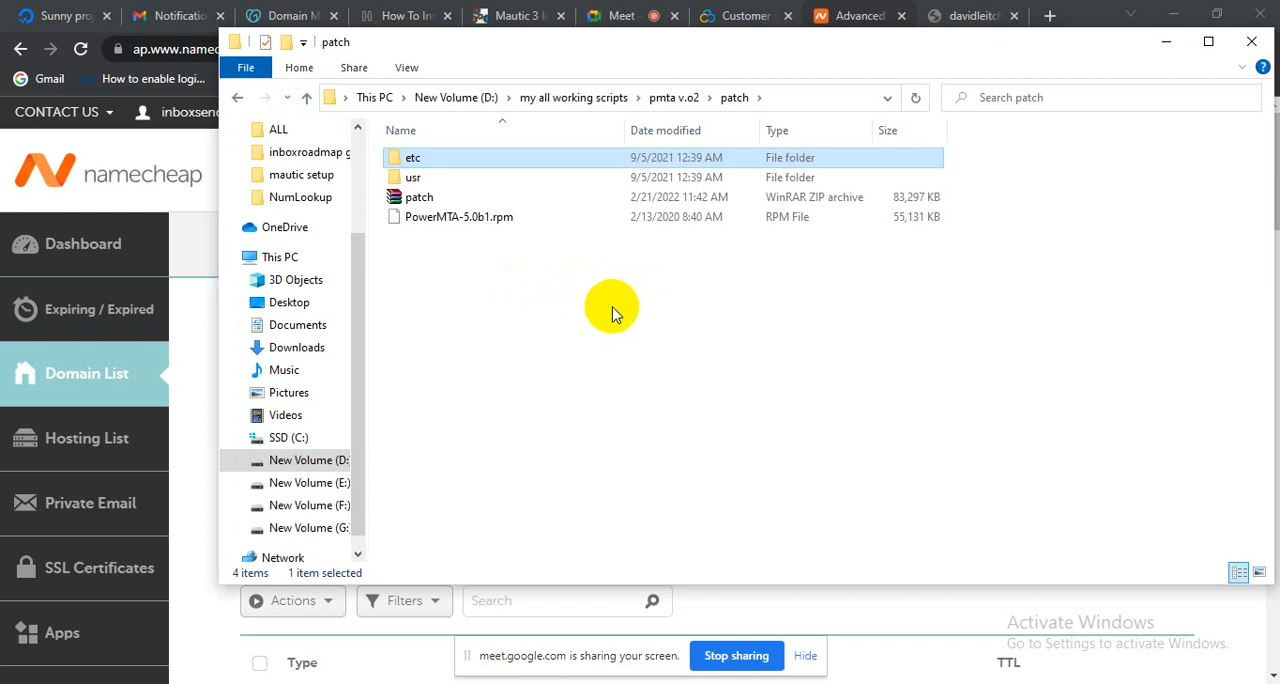 Sunny proj
Notificatio
Domain M
How To In
Mautic 3 I
Meet -
Customer
Advanced
davidleitch
ap.www.namec
Gmail
How to enable logi...
CONTACT US
inboxsend
namecheap
Dashboard
Expiring / Expired
Domain List
Hosting List
Private Email
SSL Certificates
Apps
patch
File Home Share View
This PC > New Volume (D:) > my all working scripts > pmta v.o2 > patch >
Search patch
Name Date modified Type Size
etc 9/5/2021 12:39 AM File folder
usr 9/5/2021 12:39 AM File folder
patch 2/21/2022 11:42 AM WinRAR ZIP archive 83,297 KB
PowerMTA-5.0b1.rpm 2/13/2020 8:40 AM RPM File 55,131 KB
ALL
inboxroadmap g
mautic setup
NumLookup
OneDrive
This PC
3D Objects
Desktop
Documents
Downloads
Music
Pictures
Videos
SSD (C:)
New Volume (D:
New Volume (E:)
New Volume (F:)
New Volume (G:
Network
4 items 1 item selected
Actions Filters Search
Activate Windows
Go to Settings to activate Windows.
Type TTL
meet.google.com is sharing your screen. Stop sharing Hide